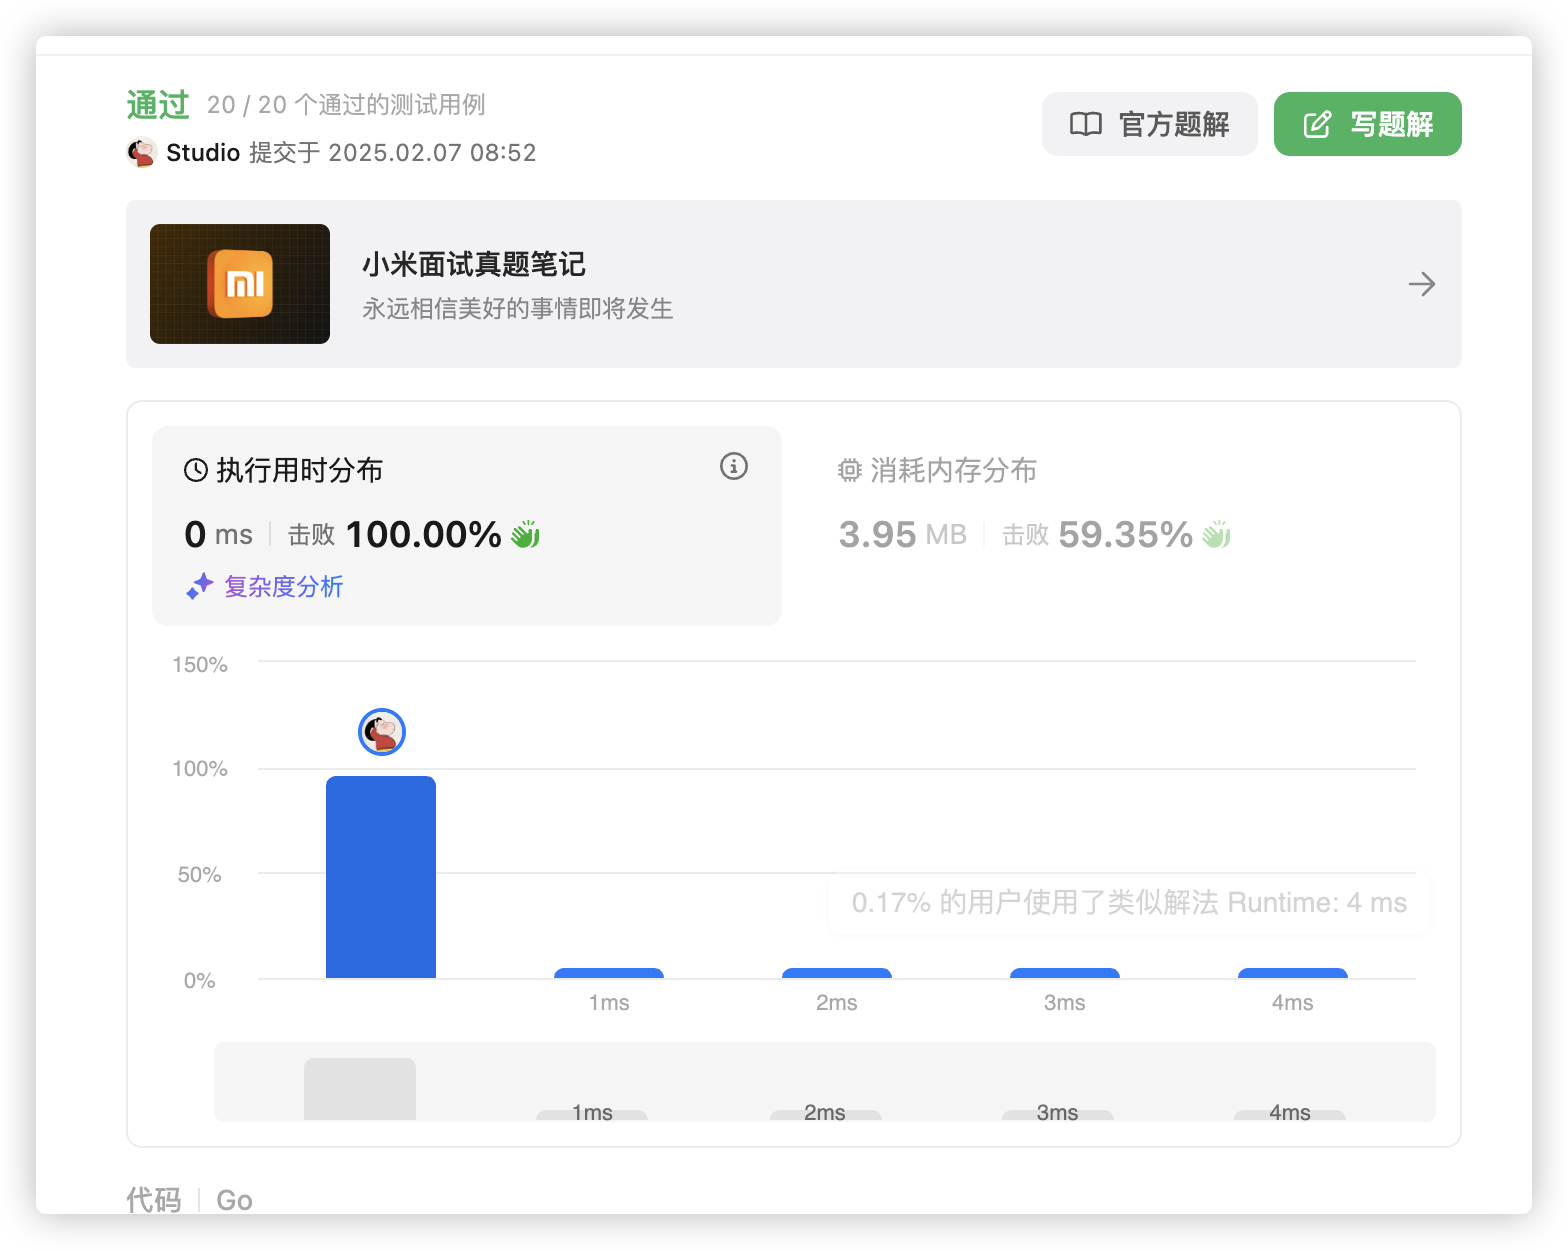 通过 20 / 20 个通过的测试用例
Studio 提交于 2025.02.07 08:52
官方题解
写题解
小米面试真题笔记
永远相信美好的事情即将发生
执行用时分布
0 ms 击败 100.00%
复杂度分析
消耗内存分布
3.95 MB 击败 59.35%
150%
100%
50%
0%
0.17% 的用户使用了类似解法 Runtime: 4 ms
1ms 2ms 3ms 4ms
1ms 2ms 3ms 4ms
代码 Go